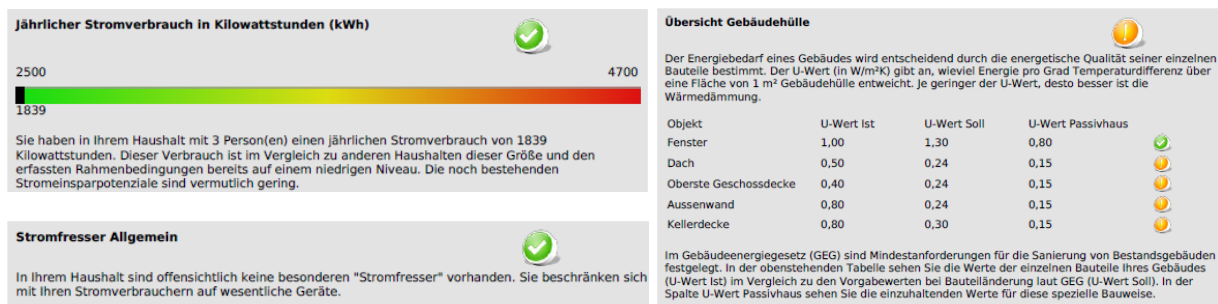 Jährlicher Stromverbrauch in Kilowattstunden (kWh)
2500 4700
1839
Sie haben in Ihrem Haushalt mit 3 Person(en) einen jährlichen Stromverbrauch von 1839
Kilowattstunden. Dieser Verbrauch ist im Vergleich zu anderen Haushalten dieser Größe und den
erfassten Rahmenbedingungen bereits auf einem niedrigen Niveau. Die noch bestehenden
Stromeinsparpotenziale sind vermutlich gering.
Stromfresser Allgemein
In Ihrem Haushalt sind offensichtlich keine besonderen "Stromfresser" vorhanden. Sie beschränken sich
mit Ihren Stromverbrauchern auf wesentliche Geräte.
Übersicht Gebäudehülle
Der Energiebedarf eines Gebäudes wird entscheidend durch die energetische Qualität seiner einzelnen
Bauteile bestimmt. Der U-Wert (in W/m²K) gibt an, wieviel Energie pro Grad Temperaturdifferenz über
eine Fläche von 1 m² Gebäudehülle entweicht. Je geringer der U-Wert, desto besser ist die
Wärmedämmung.
Objekt U-Wert Ist U-Wert Soll U-Wert Passivhaus
Fenster 1,00 1,30 0,80
Dach 0,50 0,24 0,15
Oberste Geschossdecke 0,40 0,24 0,15
Aussenwand 0,80 0,24 0,15
Kellerdecke 0,80 0,30 0,15
Im Gebäudeenergiegesetz (GEG) sind Mindestanforderungen für die Sanierung von Bestandsgebäuden
festgelegt. In der obenstehenden Tabelle sehen Sie die Werte der einzelnen Bauteile Ihres Gebäudes
(U-Wert Ist) im Vergleich zu den Vorgabewerten bei Bauteiländerung laut GEG (U-Wert Soll). In der
Spalte U-Wert Passivhaus sehen Sie die einzuhaltenden Werte für diese spezielle Bauweise.